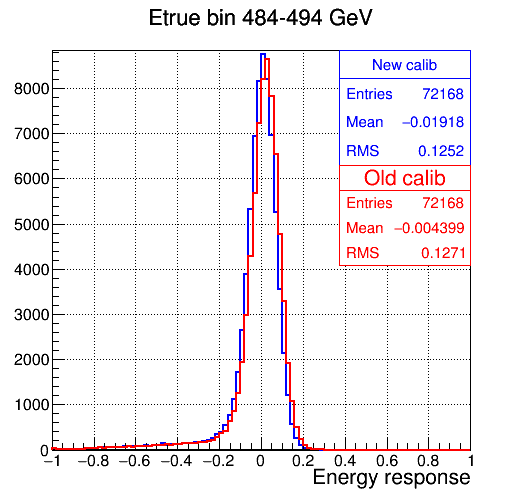 Etrue bin 484-494 GeV
New calib
Entries 72168
Mean −0.01918
RMS 0.1252
Old calib
Entries 72168
Mean −0.004399
RMS 0.1271
8000
7000
6000
5000
4000
3000
2000
1000
0
−1 −0.8 −0.6 −0.4 −0.2 0 0.2 0.4 0.6 0.8 1
Energy response